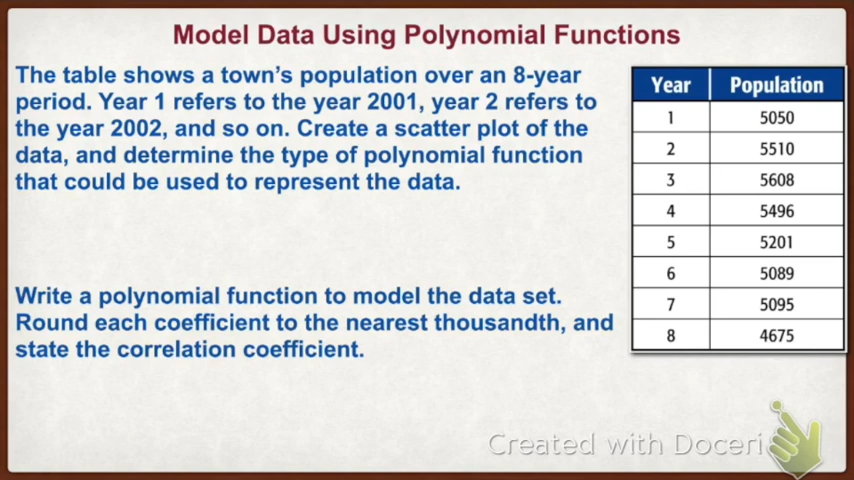 Model Data Using Polynomial Functions
The table shows a town's population over an 8-year
period. Year 1 refers to the year 2001, year 2 refers to
the year 2002, and so on. Create a scatter plot of the
data, and determine the type of polynomial function
that could be used to represent the data.
Write a polynomial function to model the data set.
Round each coefficient to the nearest thousandth, and
state the correlation coefficient.
Year Population
1 5050
2 5510
3 5608
4 5496
5 5201
6 5089
7 5095
8 4675
Created with Doceri